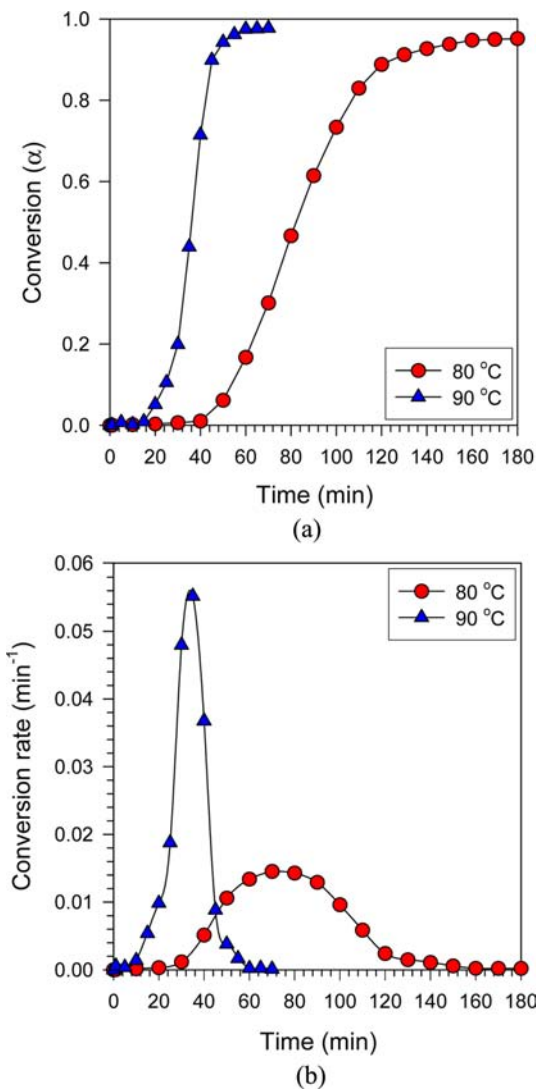 1.0
0.8
0.6
0.4
0.2
0.0
Conversion (α)
80 °C
90 °C
0 20 40 60 80 100 120 140 160 180
Time (min)
(a)
0.06
0.05
0.04
0.03
0.02
0.01
0.00
Conversion rate (min⁻¹)
80 °C
90 °C
0 20 40 60 80 100 120 140 160 180
Time (min)
(b)